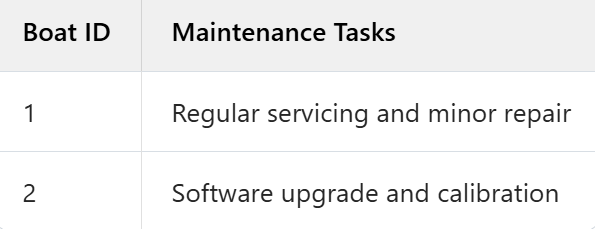 Boat ID Maintenance Tasks
1 Regular servicing and minor repair
2 Software upgrade and calibration